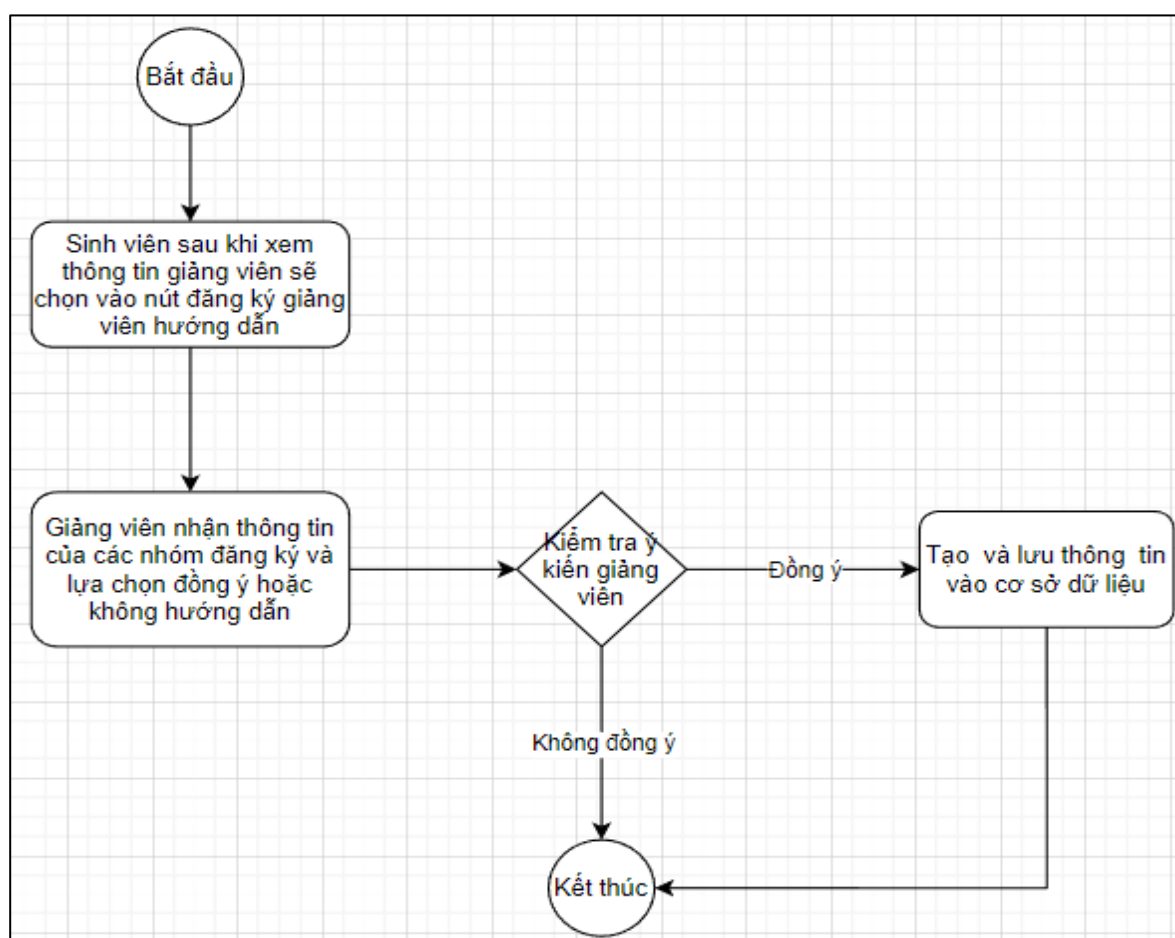 Bắt đầu
Sinh viên sau khi xem
thông tin giảng viên sẽ
chọn vào nút đăng ký giảng
viên hướng dẫn
Giảng viên nhận thông tin
của các nhóm đăng ký và
lựa chọn đồng ý hoặc
không hướng dẫn
Kiểm tra ý
kiến giảng
viên
Đồng ý
Tạo và lưu thông tin
vào cơ sở dữ liệu
Không đồng ý
Kết thúc